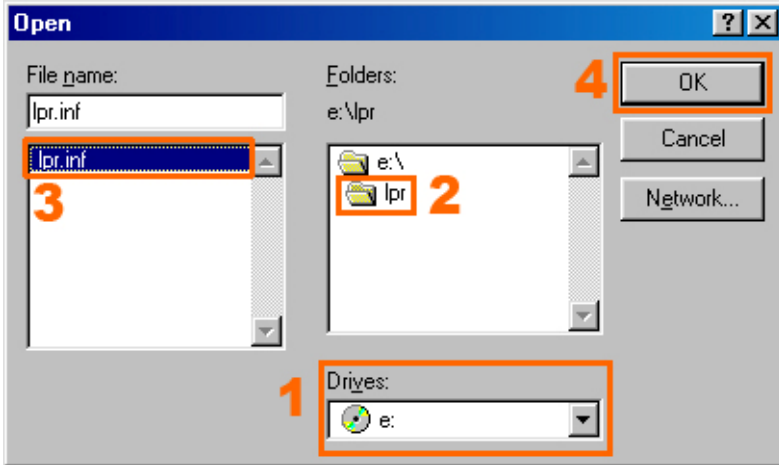 Open
File name:
lpr.inf
lpr.inf
3
Folders:
e:\lpr
e:\
lpr
2
1
Drives:
e:
4
OK
Cancel
Network...